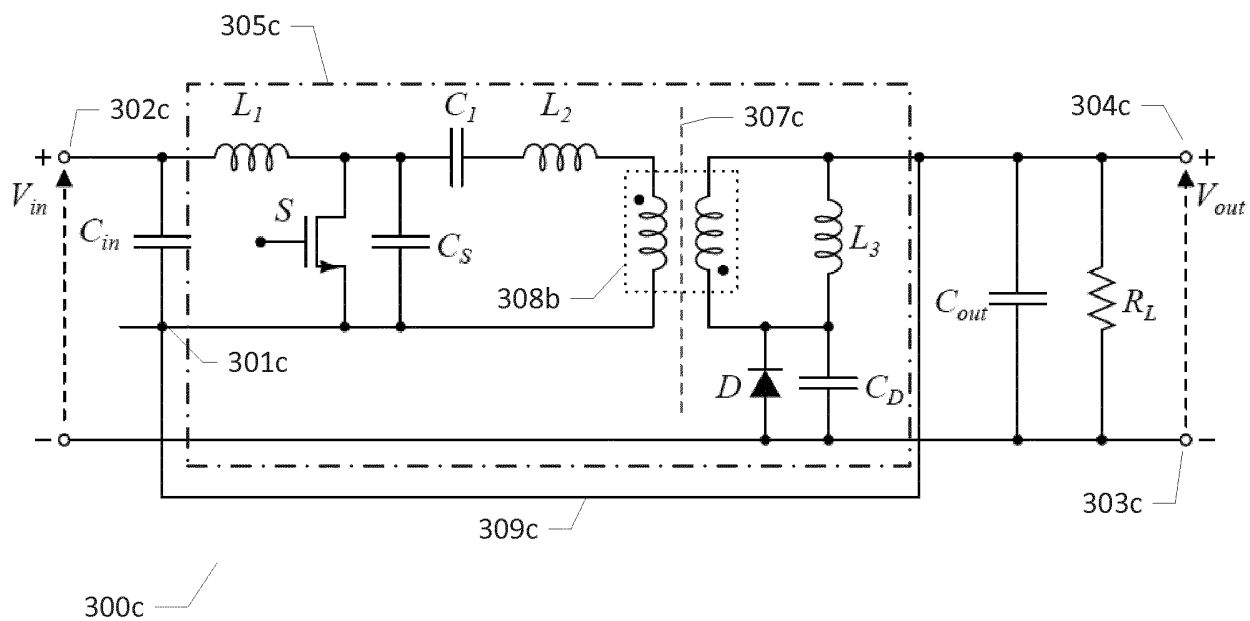 305c
302c
L1
C1
L2
307c
304c
+
+
Vin
S
Cin
CS
L3
Vout
308b
Cout
RL
301c
D
CD
−
−
303c
309c
300c